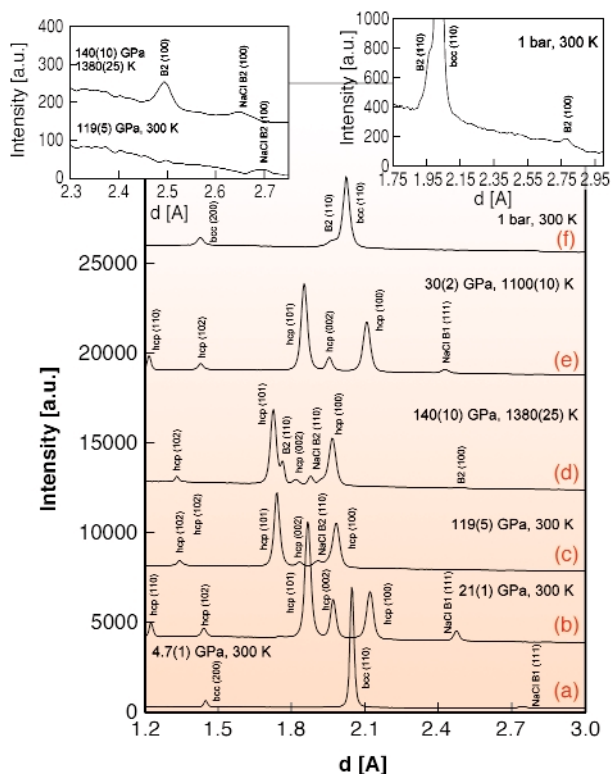 Intensity [a.u.]
400
300
200
100
0
140(10) GPa
1380(25) K
B2 (100)
NaCl B2 (100)
119(5) GPa, 300 K
NaCl B2 (100)
2.3 2.4 2.5 2.6 2.7
d [A]
Intensity [a.u.]
1000
800
600
400
200
0
B2 (110)
bcc (110)
1 bar, 300 K
B2 (100)
1.75 1.95 2.15 2.35 2.55 2.75 2.95
d [A]
Intensity [a.u.]
25000
20000
15000
10000
5000
0
bcc (200)
B2 (110)
bcc (110)
1 bar, 300 K
(f)
30(2) GPa, 1100(10) K
hcp (110)
hcp (102)
hcp (101)
hcp (002)
hcp (100)
NaCl B1 (111)
(e)
140(10) GPa, 1380(25) K
hcp (102)
hcp (101)
B2 (110)
hcp (002)
NaCl B2 (110)
hcp (100)
B2 (100)
(d)
hcp (102)
hcp (102)
hcp (101)
hcp (002)
NaCl B2 (110)
hcp (100)
119(5) GPa, 300 K
(c)
hcp (110)
hcp (102)
hcp (101)
hcp (002)
hcp (100)
NaCl B1 (111)
21(1) GPa, 300 K
(b)
4.7(1) GPa, 300 K
bcc (200)
bcc (110)
NaCl B1 (111)
(a)
1.2 1.5 1.8 2.1 2.4 2.7 3.0
d [A]